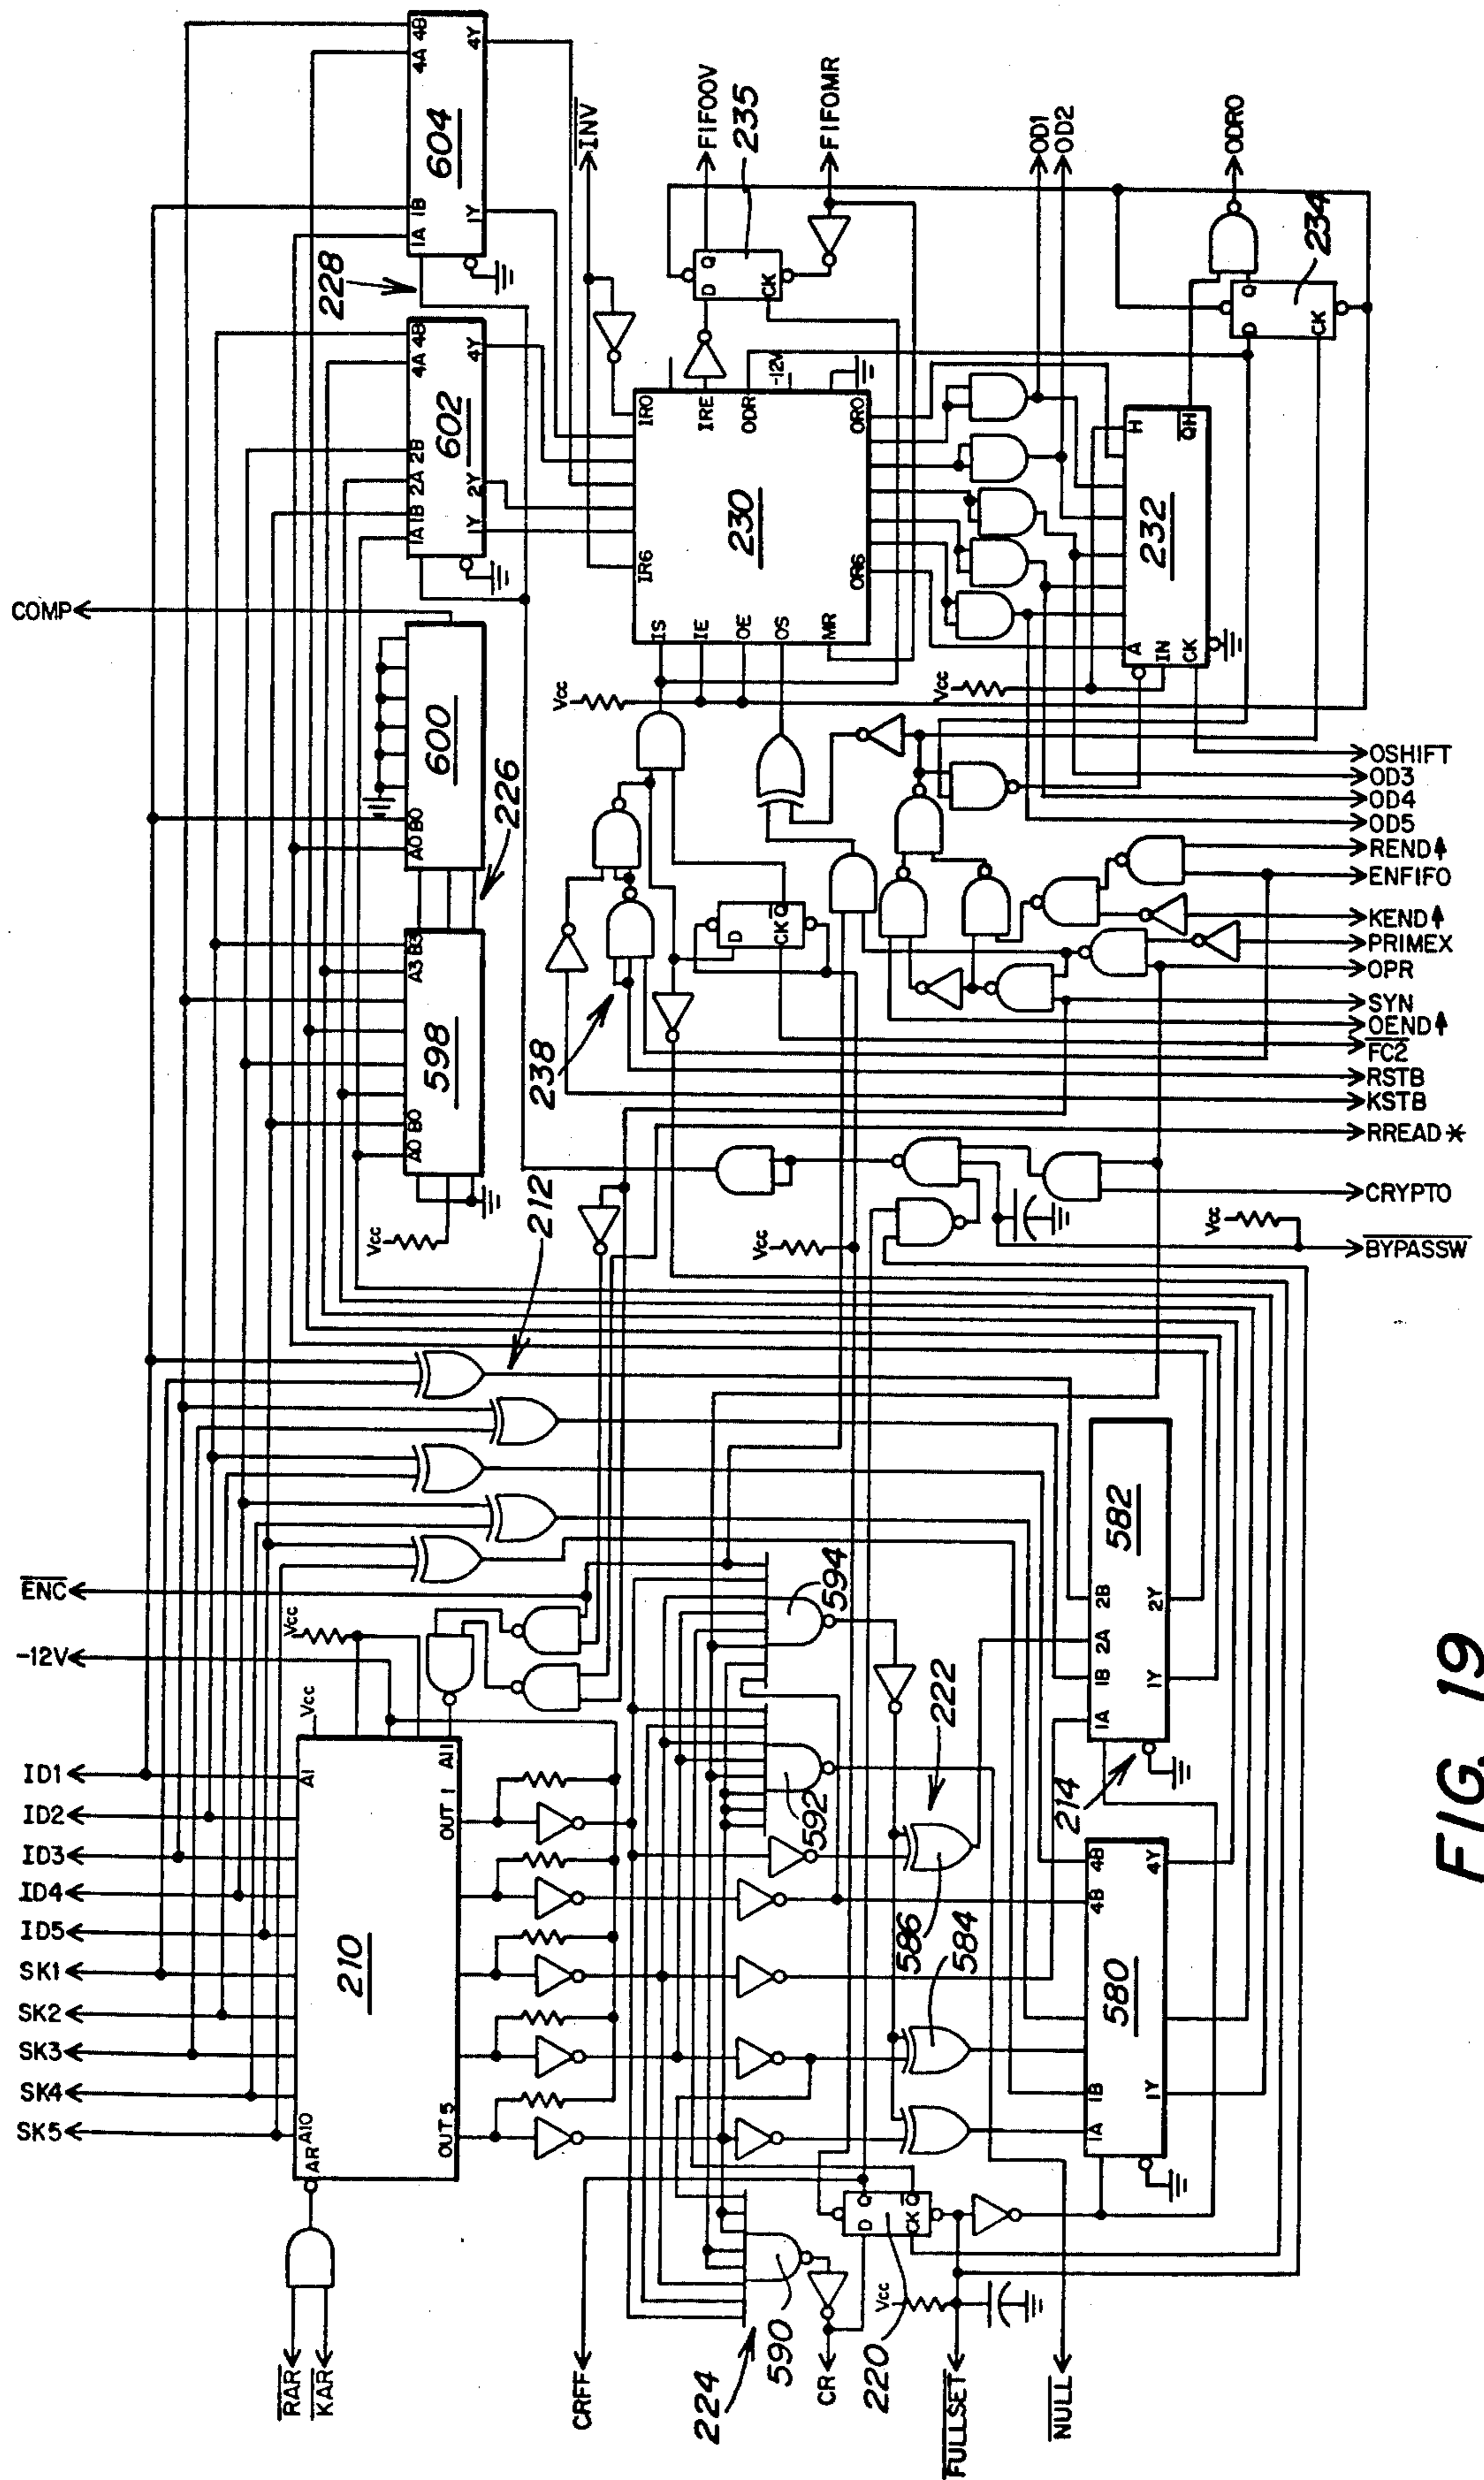 COMP
ENC
-12V
ID1
ID2
ID3
ID4
ID5
SK1
SK2
SK3
SK4
SK5
RAR
KAR
CRFF
CR
FULLSET
NULL
224
590
220
Vcc
210
A1
Vcc
A11
OUT 1
OUT 5
A10
AR
Vcc
212
594
592
222
586
584
D Q
CK Q
580
1A 1B 4B 4B
1Y 4Y
214
582
1A 1B 2A 2B
1Y 2Y
Vcc
598
A0 B0 A3 B3
226
600
A0 B0
602
1A 1B 2A 2B 4A 4B
1Y 2Y 4Y
228
604
1A 1B 4A 4B
1Y 4Y
INV
FIFOOV
235
FIFOMR
D Q
CK
230
IR6 IR0
IS
IE
OE
OS
MR
IRE
ODR
-12V
OR6 OR0
Vcc
Vcc
Vcc
Vcc
238
D
CK Q
232
A
IN
CK
H
QH
234
D Q
CK
OD1
OD2
ODRO
OSHIFT
OD3
OD4
OD5
REND↑
ENFIFO
KEND↑
PRIMEX
OPR
SYN
OEND↑
FC2
RSTB
KSTB
RREAD*
CRYPTO
BYPASSW
FIG. 19